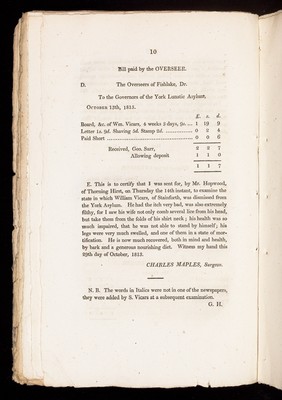 10
Bill paid by the OVERSEER.
D. The Overseers of Fishlake, Dr.
To the Governors of the York Lunatic Asylum.
OCTOBER 12th, 1813.
£. s. d.
Board, &c. of Wm. Vicars, 4 weeks 3 days, 9s. ... 1 19 9
Letter 1s. 9d. Shaving 5d. Stamp 2d. ............... 0 2 4
Paid Short ....................................... 0 0 6
Received, Geo. Surr, 2 2 7
Allowing deposit 1 1 0
1 1 7
E. This is to certify that I was sent for, by Mr. Hopwood,
of Thorning Hirst, on Thursday the 14th instant, to examine the
state in which William Vicars, of Stainforth, was dismissed from
the York Asylum. He had the itch very bad, was also extremely
filthy, for I saw his wife not only comb several lice from his head,
but take them from the folds of his shirt neck; his health was so
much impaired, that he was not able to stand by himself; his
legs were very much swelled, and one of them in a state of mor-
tification. He is now much recovered, both in mind and health,
by bark and a generous nourishing diet. Witness my hand this
29th day of October, 1813.
CHARLES MAPLES, Surgeon.
N. B. The words in Italics were not in one of the newspapers,
they were added by S. Vicars at a subsequent examination.
G. H.